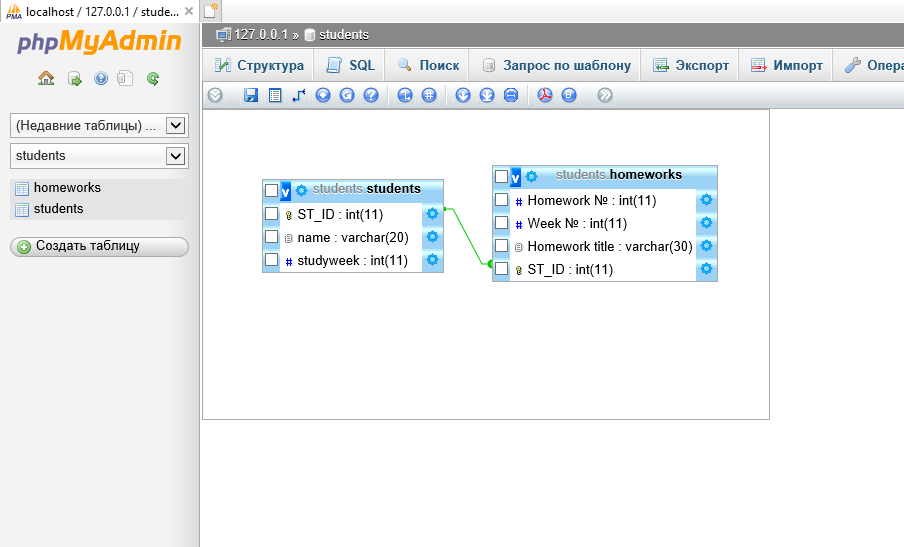 localhost / 127.0.0.1 / stude...
PMA
phpMyAdmin
(Недавние таблицы) ...
students
homeworks
students
Создать таблицу
127.0.0.1 » students
Структура SQL Поиск Запрос по шаблону Экспорт Импорт Опера
students students
ST_ID : int(11)
name : varchar(20)
studyweek : int(11)
students homeworks
Homework № : int(11)
Week № : int(11)
Homework title : varchar(30)
ST_ID : int(11)